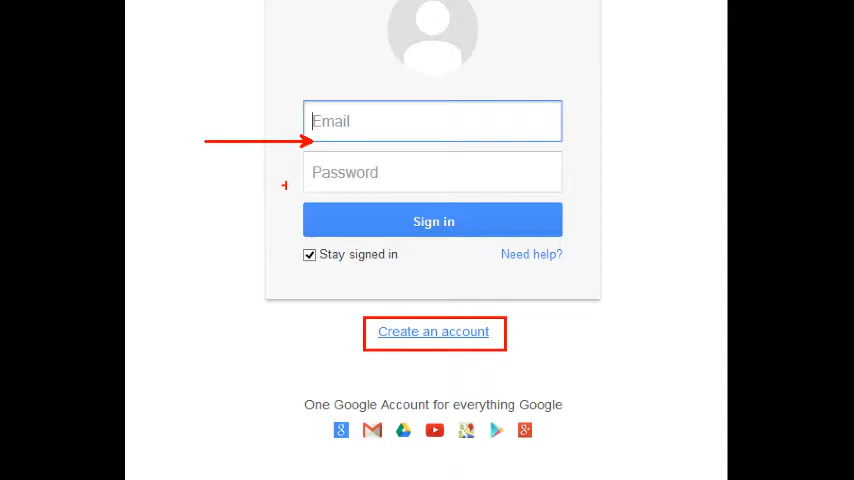 Email
Password
Sign in
Stay signed in
Need help?
Create an account
One Google Account for everything Google